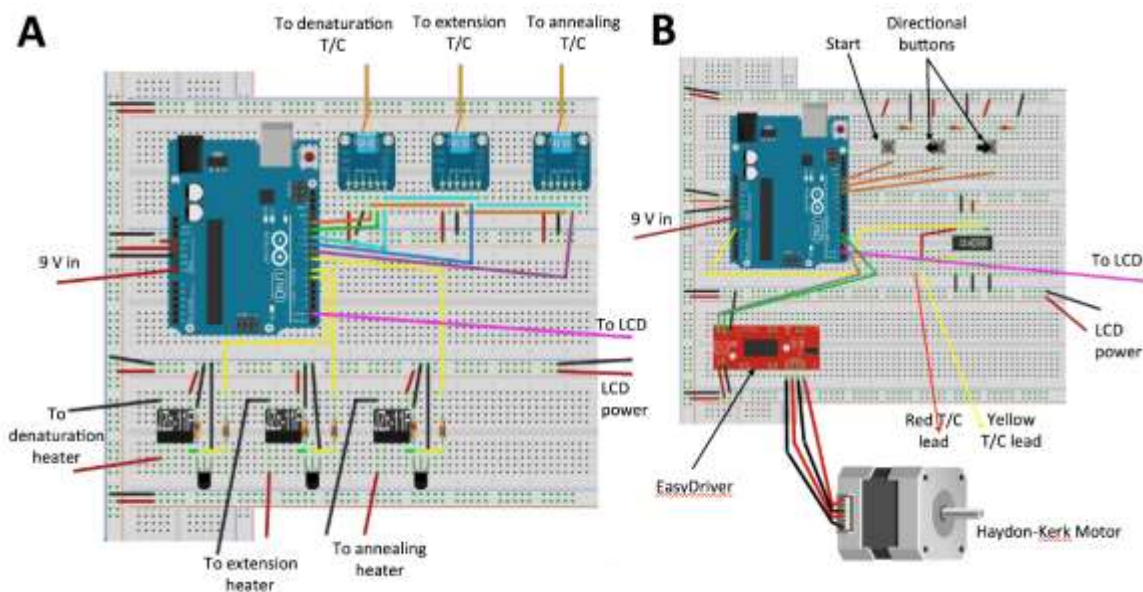 A
To denaturation
T/C
To extension
T/C
To annealing
T/C
9 V in
To LCD
LCD
power
To
denaturation
heater
To extension
heater
To annealing
heater
B
Start
Directional
buttons
9 V in
To LCD
LCD
power
Red T/C
lead
Yellow
T/C lead
EasyDriver
Haydon-Kerk Motor
UNO
UNO